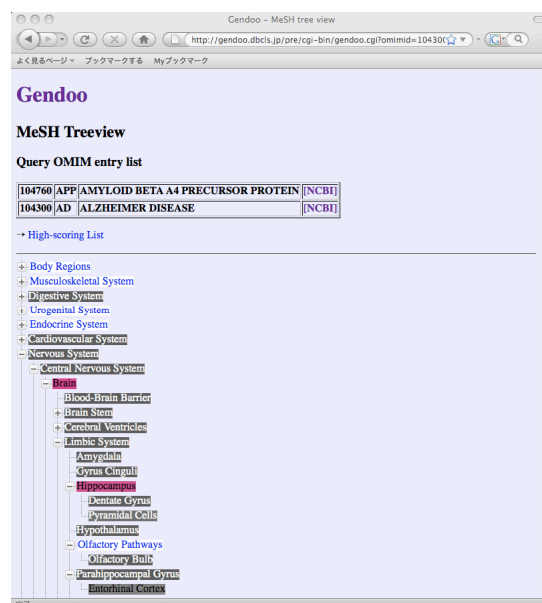 Gendoo - MeSH tree view
http://gendoo.dbcls.jp/pre/cgi-bin/gendoo.cgi?omimid=10430
よく見るページ ブックマークする Myブックマーク
Gendoo
MeSH Treeview
Query OMIM entry list
104760 APP AMYLOID BETA A4 PRECURSOR PROTEIN [NCBI]
104300 AD ALZHEIMER DISEASE [NCBI]
→ High-scoring List
Body Regions
Musculoskeletal System
Digestive System
Urogenital System
Endocrine System
Cardiovascular System
Nervous System
Central Nervous System
Brain
Blood-Brain Barrier
Brain Stem
Cerebral Ventricles
Limbic System
Amygdala
Gyrus Cinguli
Hippocampus
Dentate Gyrus
Pyramidal Cells
Hypothalamus
Olfactory Pathways
Olfactory Bulb
Parahippocampal Gyrus
Entorhinal Cortex